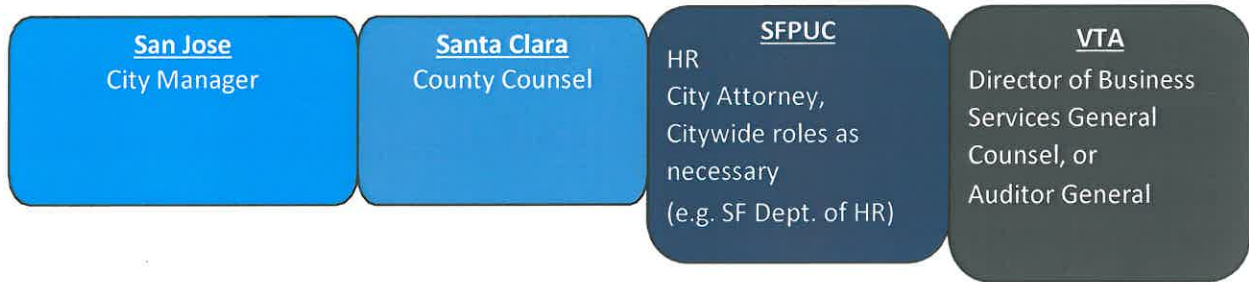 San Jose
City Manager
Santa Clara
County Counsel
SFPUC
HR
City Attorney,
Citywide roles as
necessary
(e.g. SF Dept. of HR)
VTA
Director of Business
Services General
Counsel, or
Auditor General